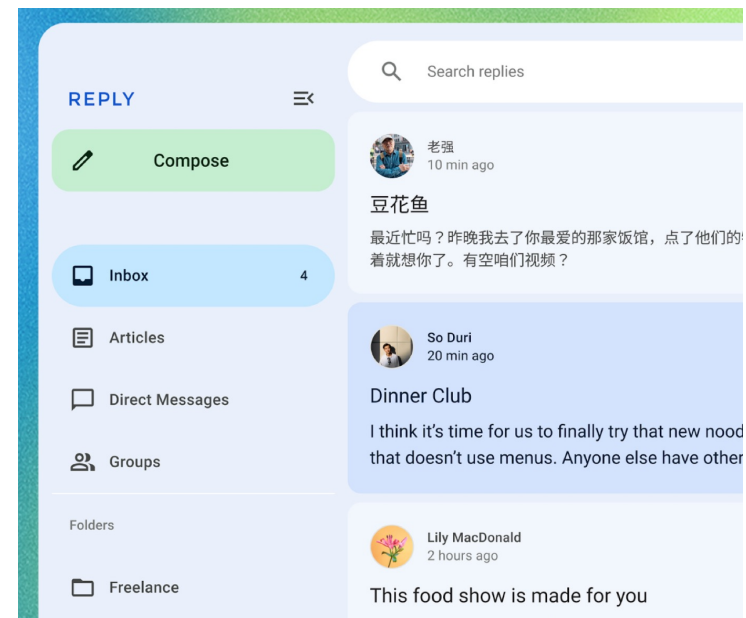 REPLY
Compose
Inbox 4
Articles
Direct Messages
Groups
Folders
Freelance
Search replies
老强
10 min ago
豆花鱼
最近忙吗？昨晚我去了你最爱的那家饭馆，点了他们的
着就想你了。有空咱们视频？
So Duri
20 min ago
Dinner Club
I think it’s time for us to finally try that new nood
that doesn’t use menus. Anyone else have other
Lily MacDonald
2 hours ago
This food show is made for you